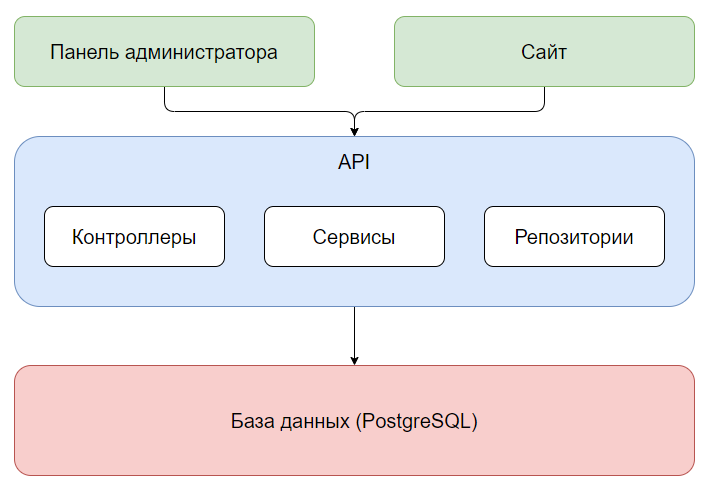 Панель администратора
Сайт
API
Контроллеры
Сервисы
Репозитории
База данных (PostgreSQL)